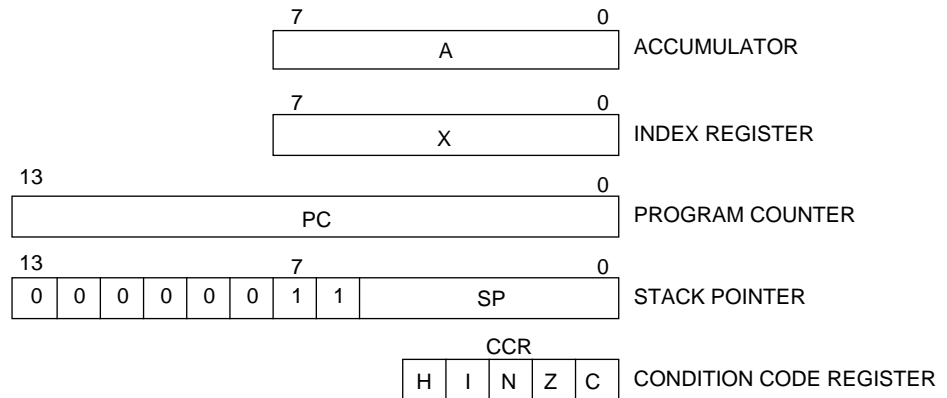 7 0
A ACCUMULATOR
7 0
X INDEX REGISTER
13 0
PC PROGRAM COUNTER
13 7 0
0 0 0 0 0 0 1 1 SP STACK POINTER
CCR
H I N Z C CONDITION CODE REGISTER